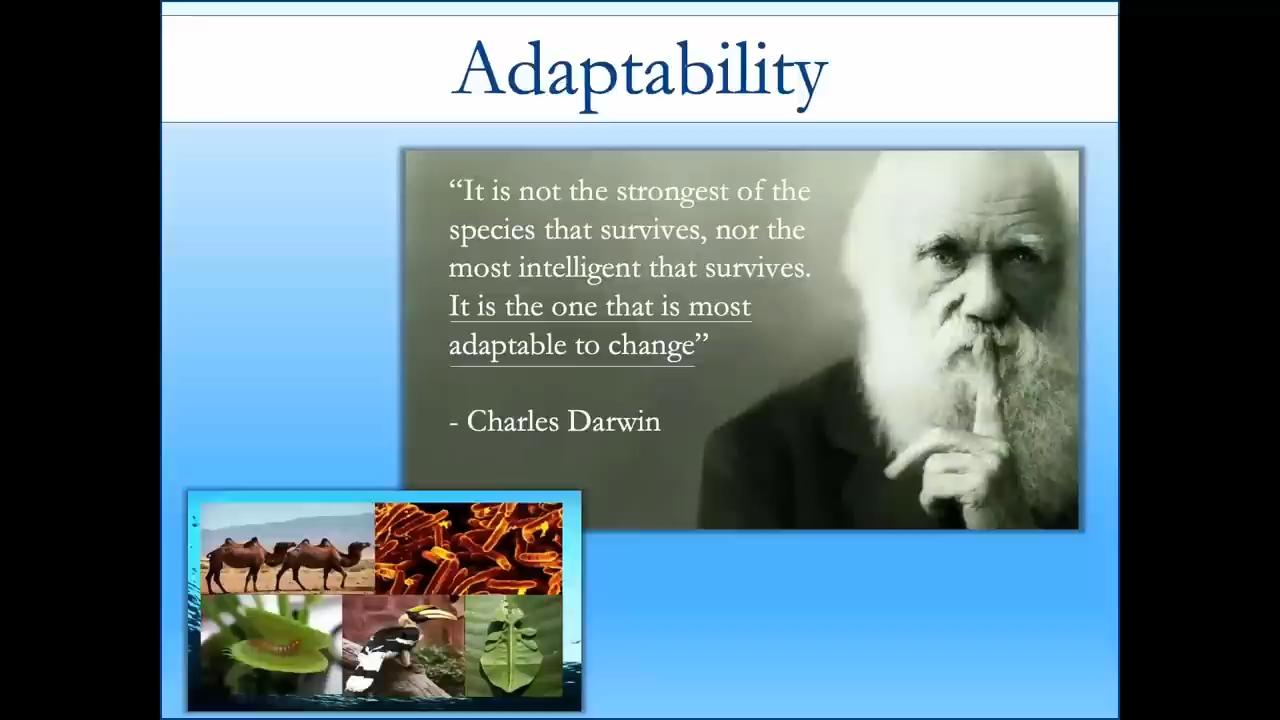 Adaptability
“It is not the strongest of the
species that survives, nor the
most intelligent that survives.
It is the one that is most
adaptable to change”
- Charles Darwin